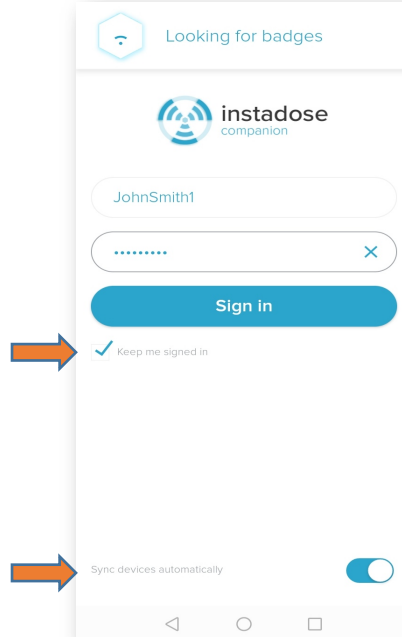 Looking for badges
instadose
companion
JohnSmith1
•••••••••
Sign in
Keep me signed in
Sync devices automatically